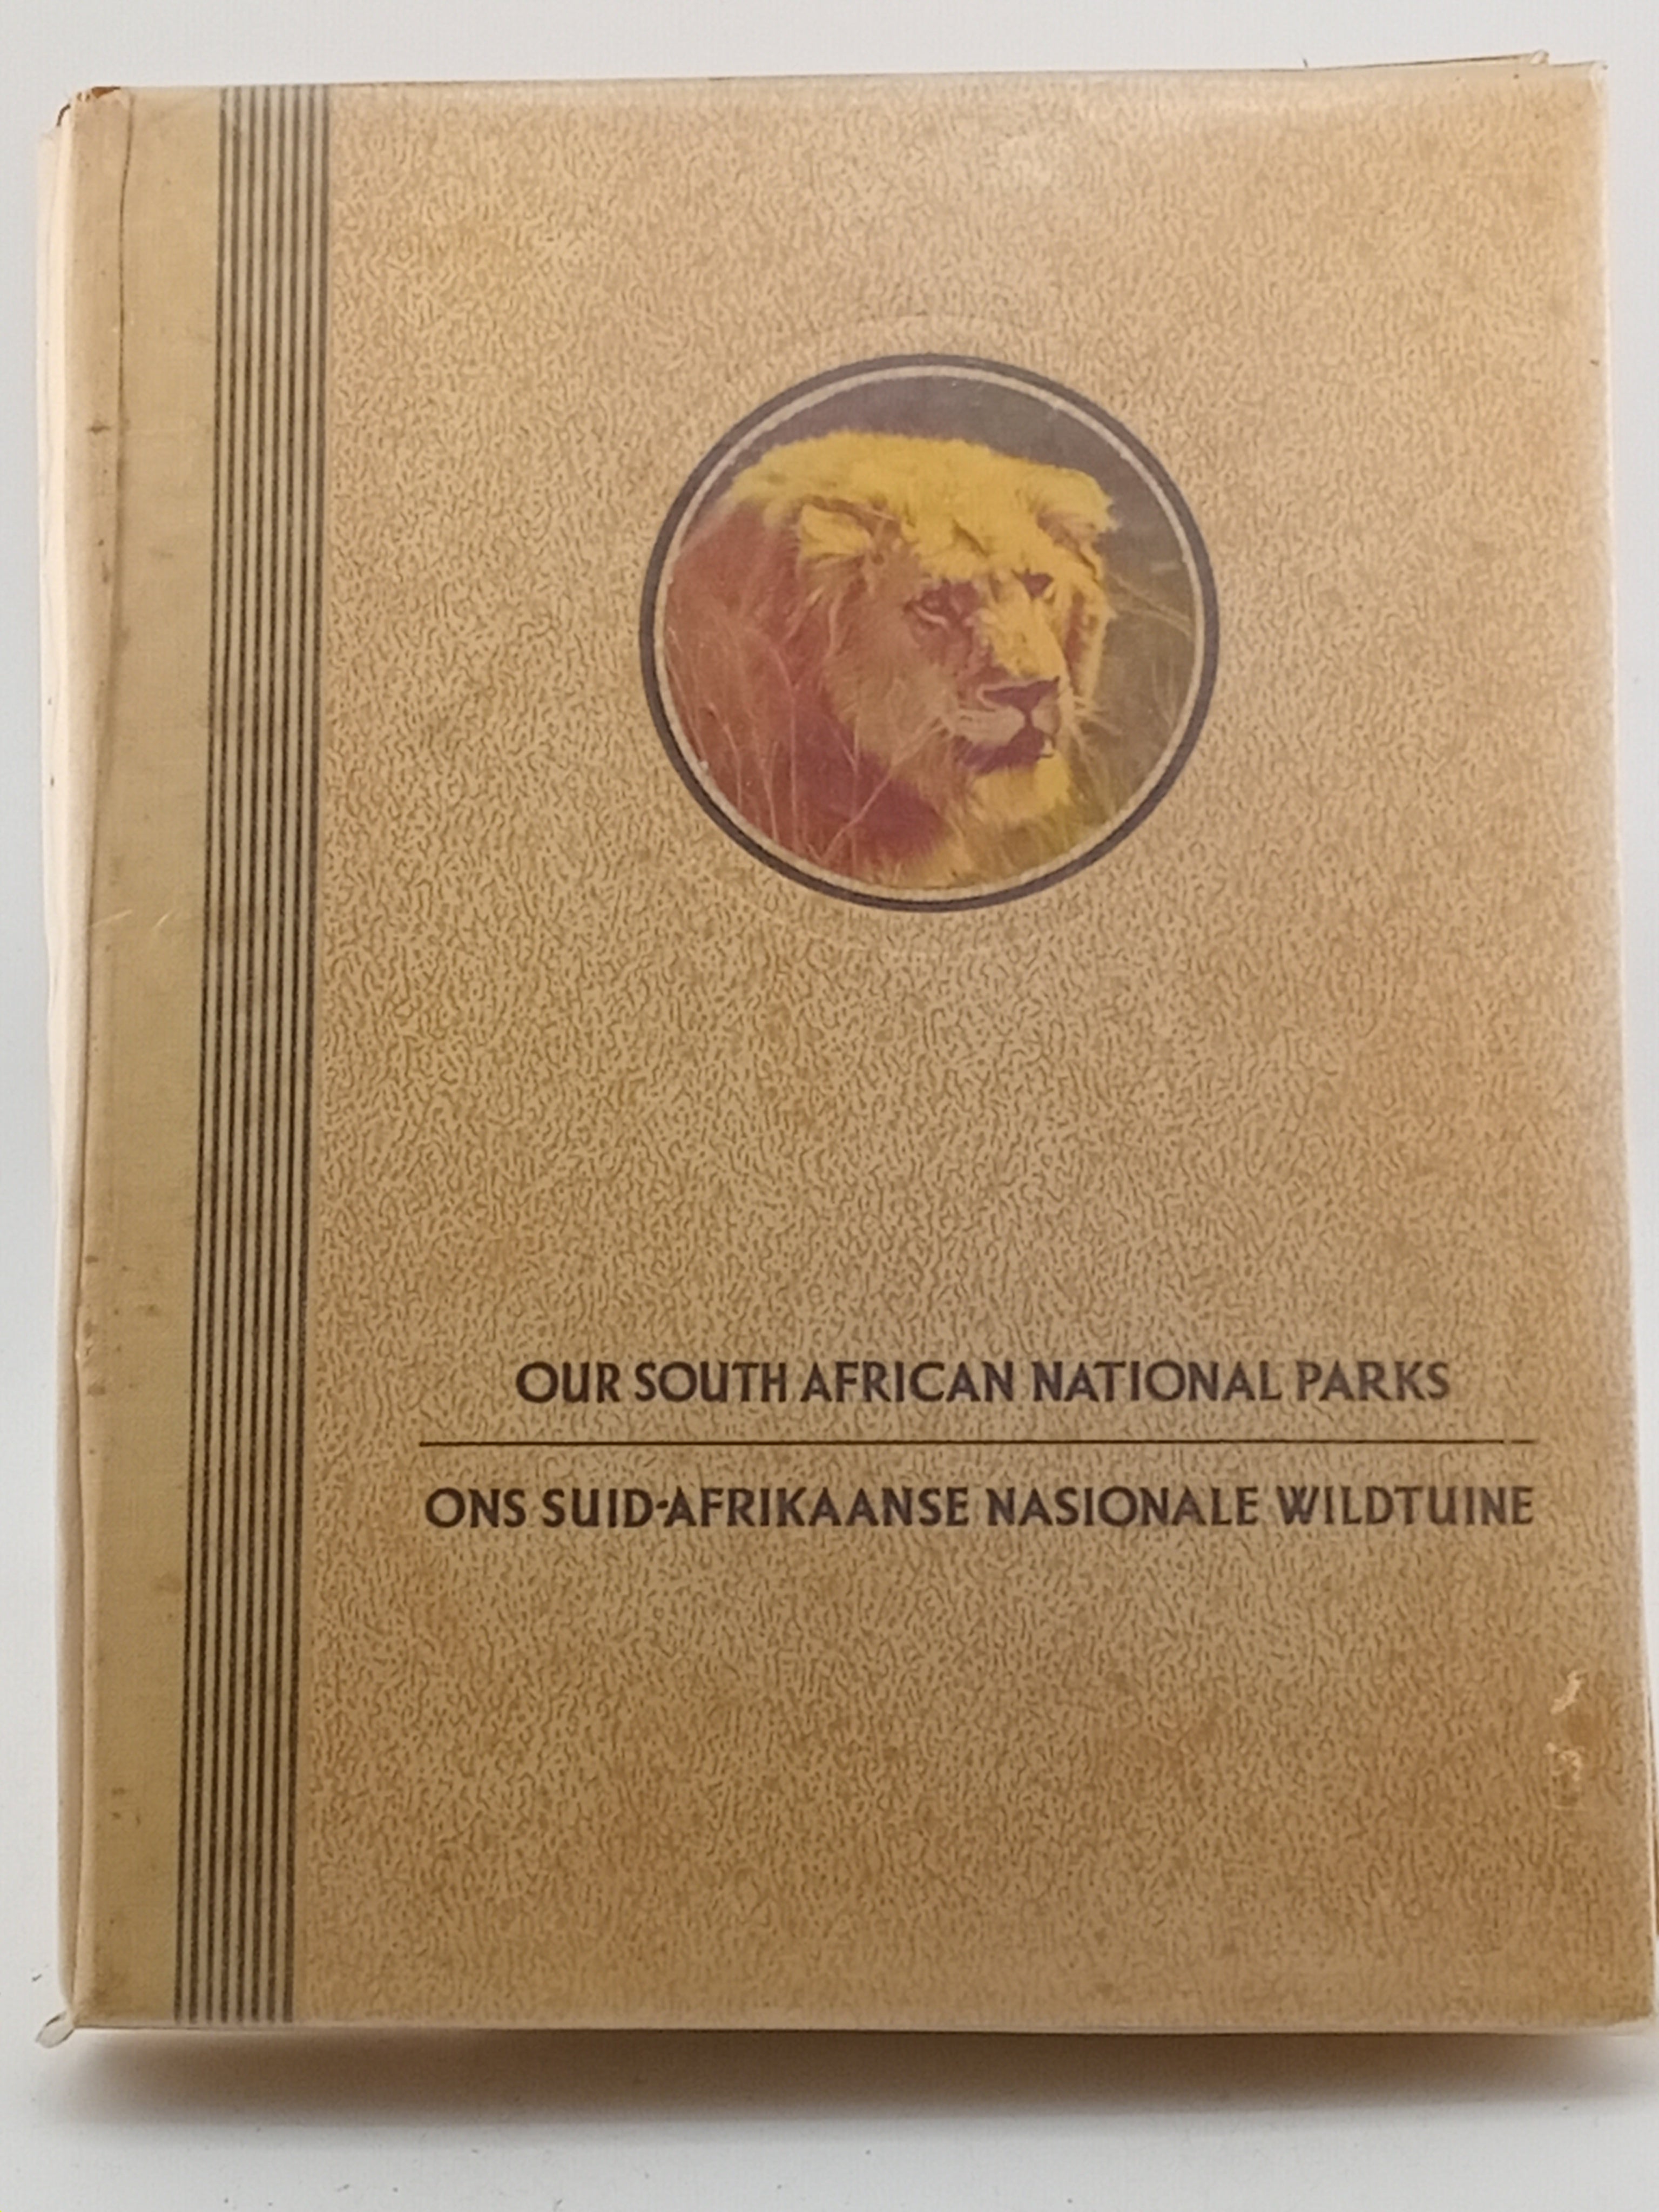 OUR SOUTH AFRICAN NATIONAL PARKS
ONS SUID-AFRIKAANSE NASIONALE WILDTUINE